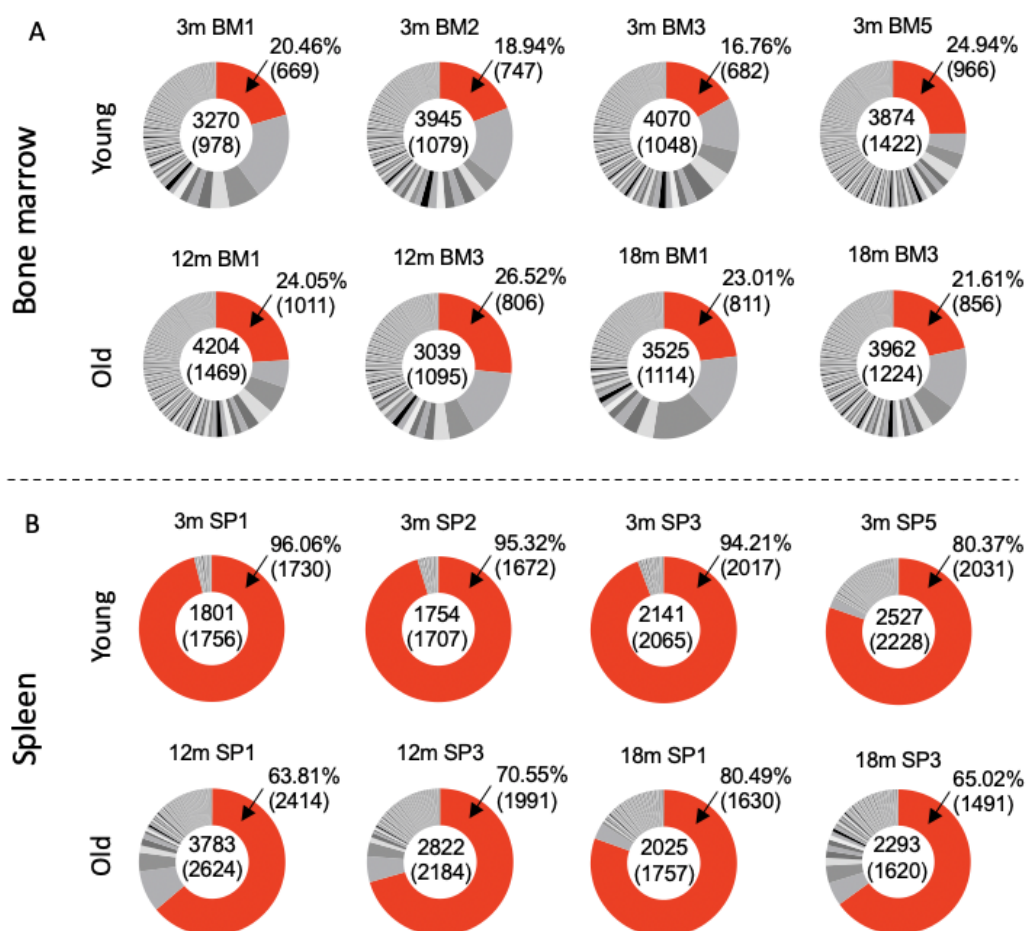 A
3m BM1
3m BM2
3m BM3
3m BM5
20.46%
(669)
18.94%
(747)
16.76%
(682)
24.94%
(966)
3270
(978)
3945
(1079)
4070
(1048)
3874
(1422)
Young
Bone marrow
12m BM1
12m BM3
18m BM1
18m BM3
24.05%
(1011)
26.52%
(806)
23.01%
(811)
21.61%
(856)
4204
(1469)
3039
(1095)
3525
(1114)
3962
(1224)
Old
B
3m SP1
3m SP2
3m SP3
3m SP5
96.06%
(1730)
95.32%
(1672)
94.21%
(2017)
80.37%
(2031)
1801
(1756)
1754
(1707)
2141
(2065)
2527
(2228)
Young
Spleen
12m SP1
12m SP3
18m SP1
18m SP3
63.81%
(2414)
70.55%
(1991)
80.49%
(1630)
65.02%
(1491)
3783
(2624)
2822
(2184)
2025
(1757)
2293
(1620)
Old